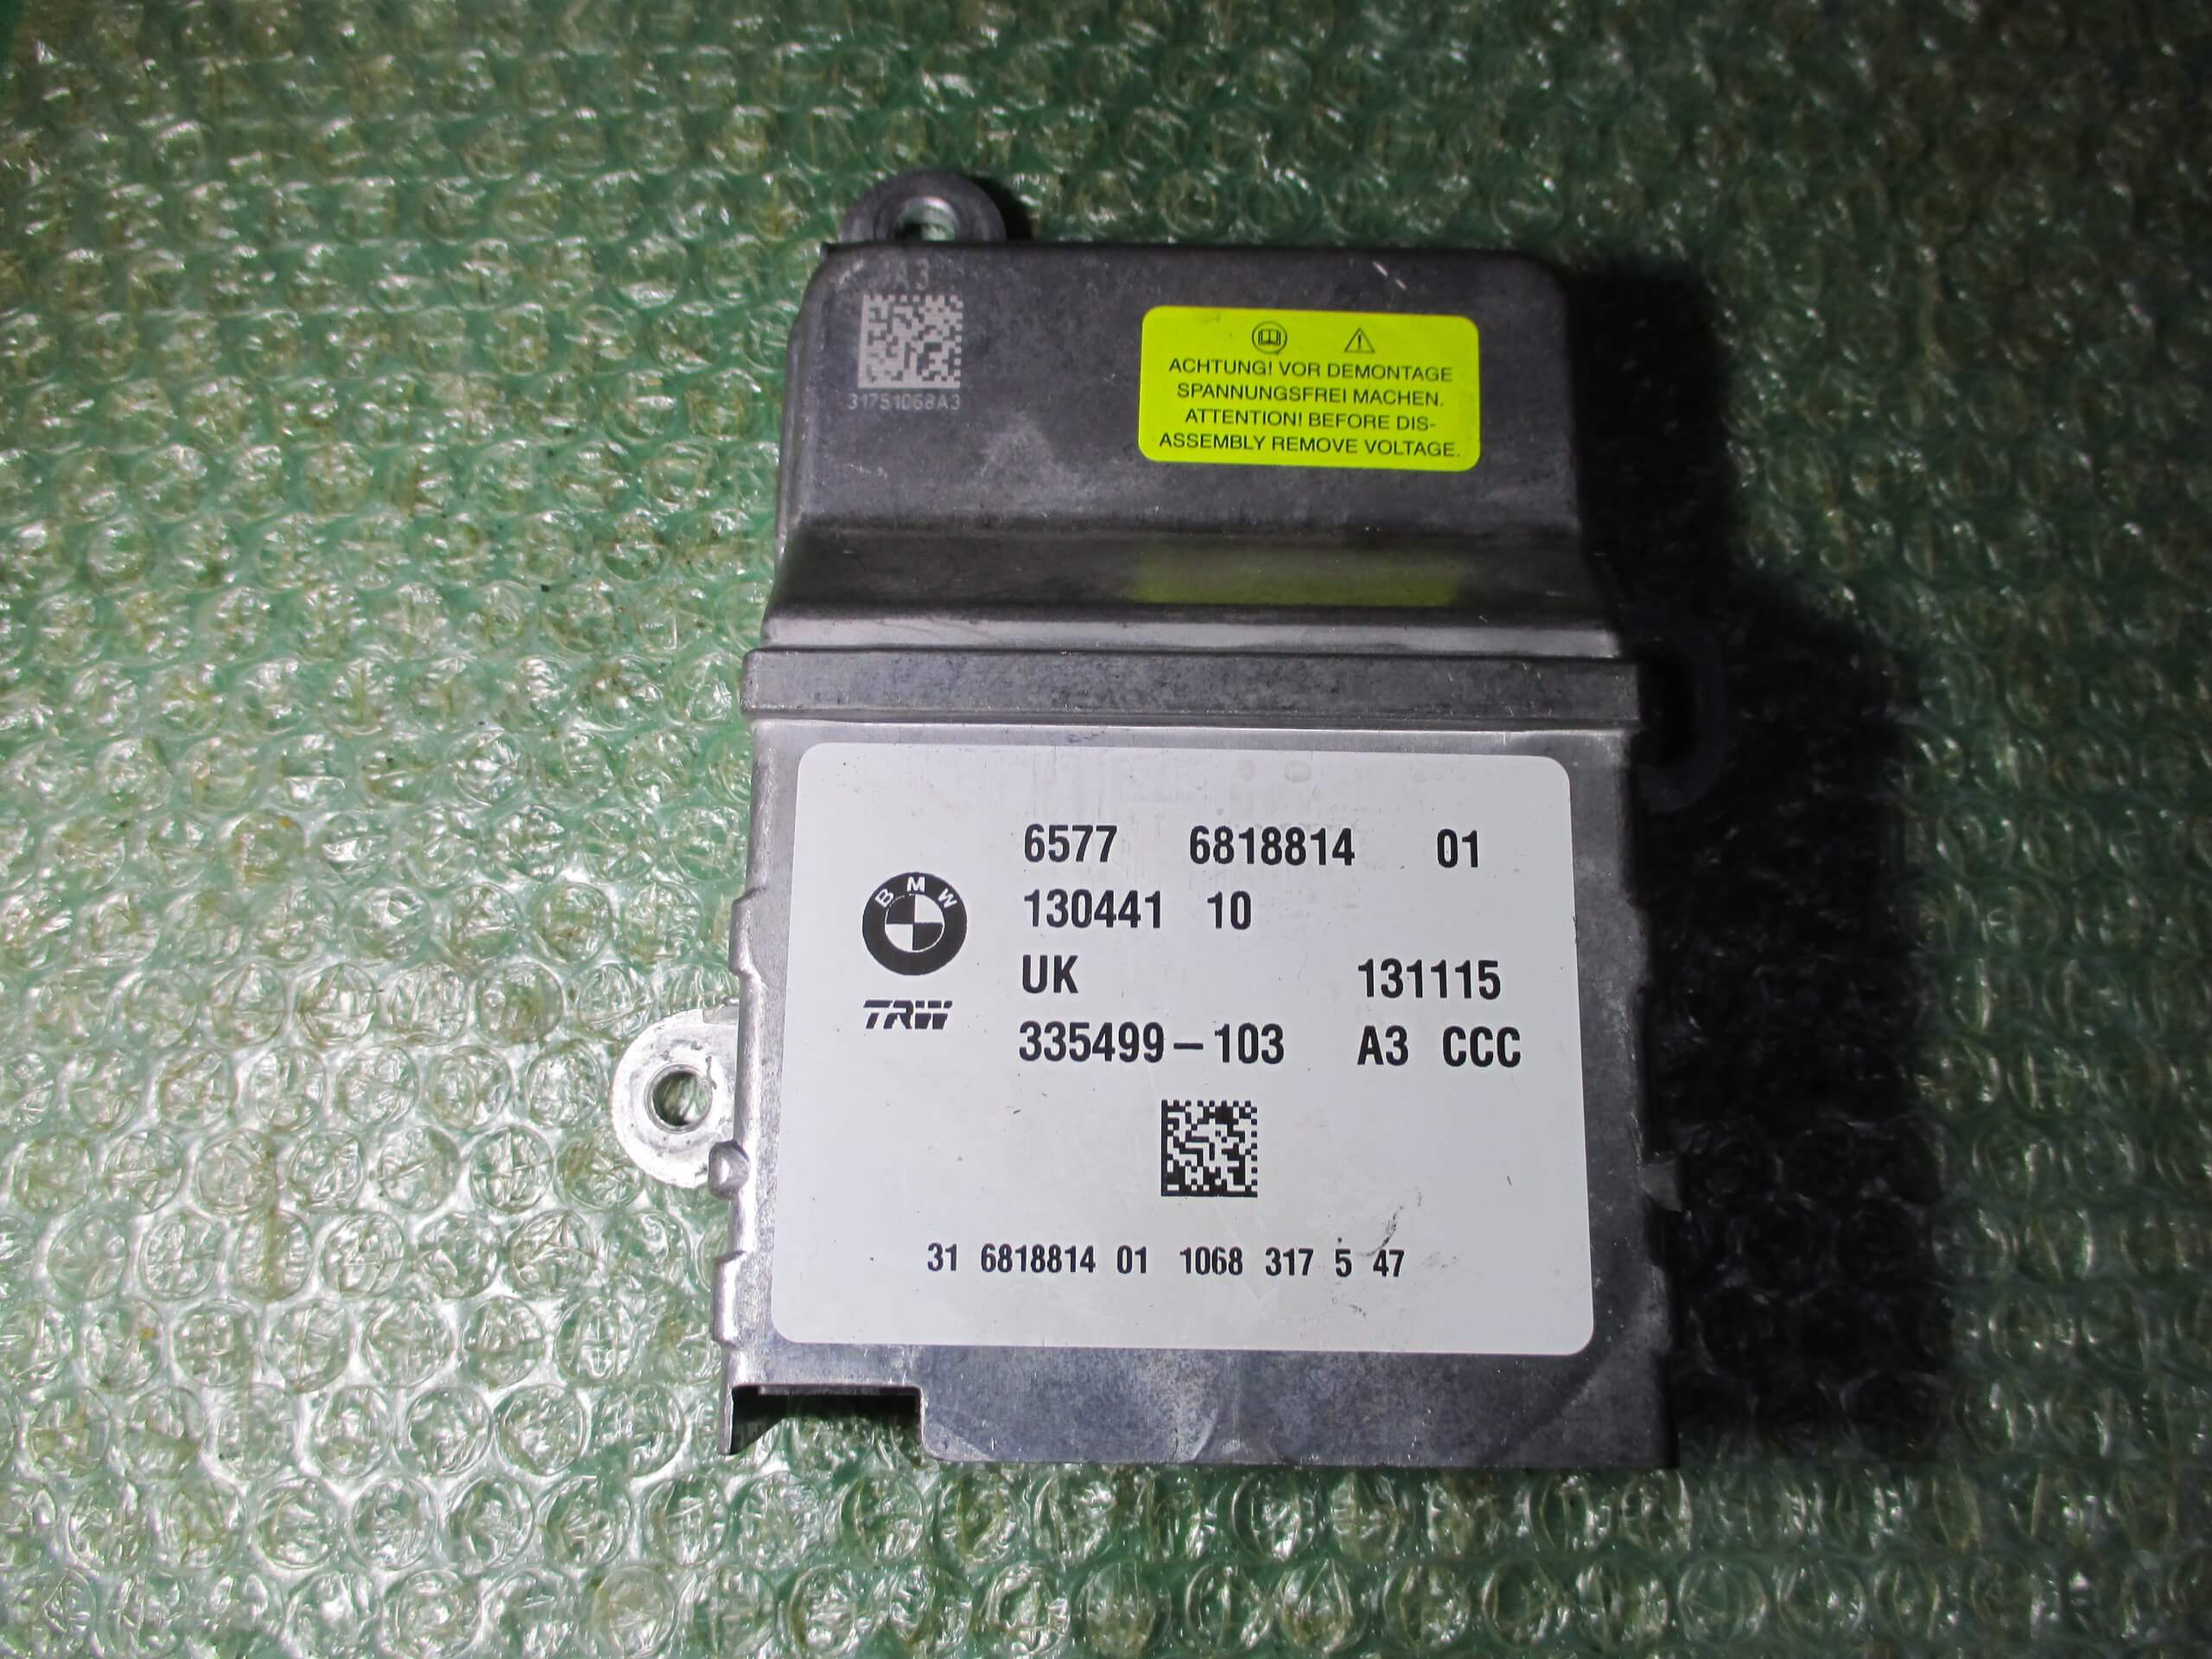 A3
31751068A3
ACHTUNG! VOR DEMONTAGE
SPANNUNGSFREI MACHEN.
ATTENTION! BEFORE DIS-
ASSEMBLY REMOVE VOLTAGE.
6577 6818814 01
130441 10
BMW
UK 131115
TRW
335499-103 A3 CCC
31 6818814 01 1068 317 5 47